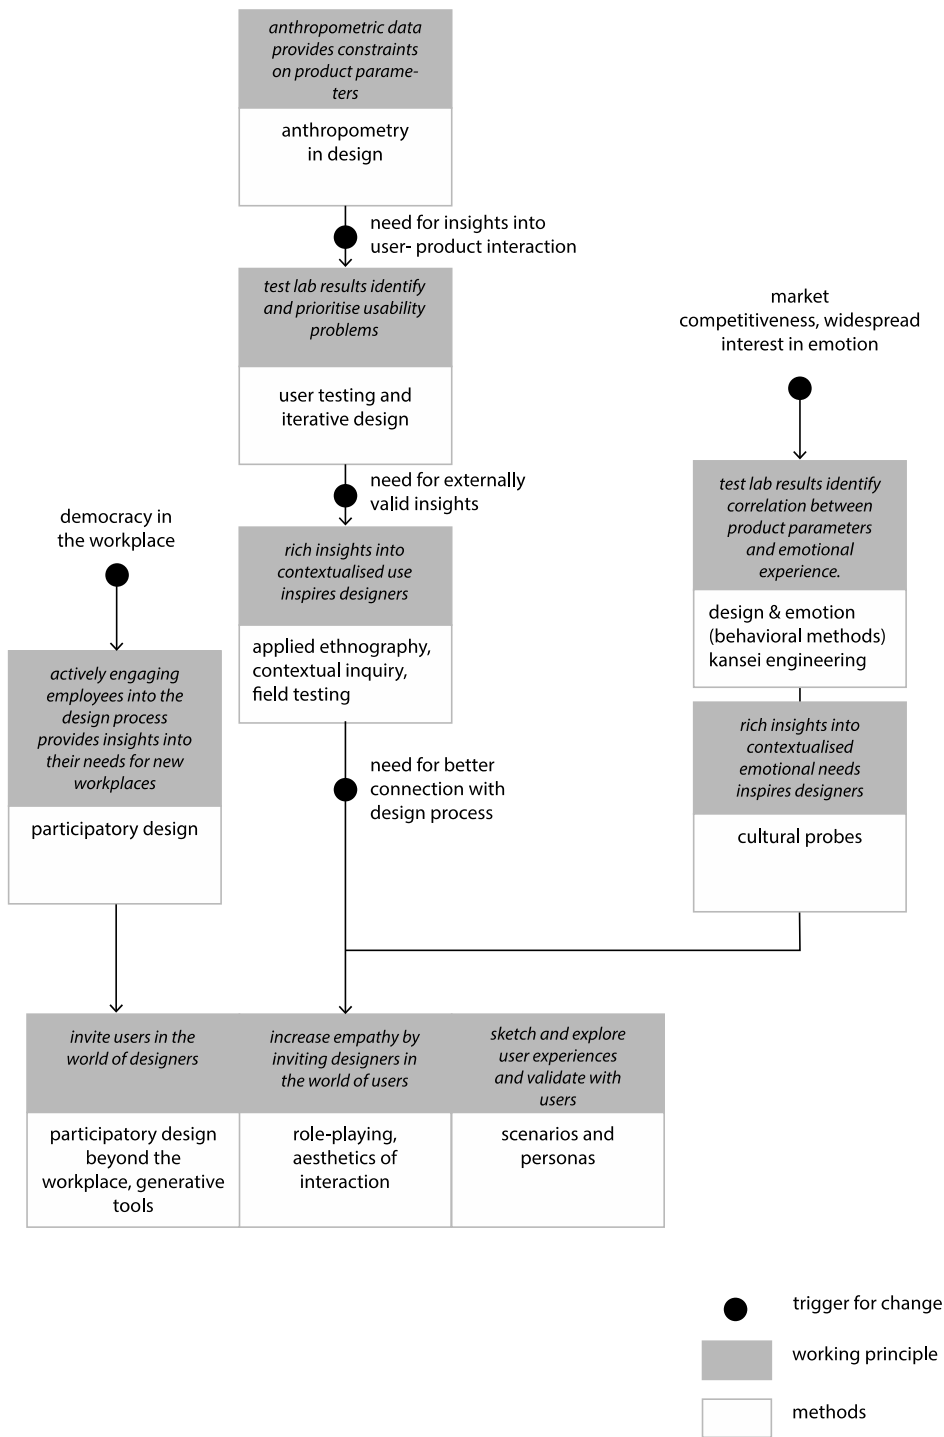 anthropometric data
provides constraints
on product parame-
ters
anthropometry
in design
need for insights into
user- product interaction
test lab results identify
and prioritise usability
problems
user testing and
iterative design
need for externally
valid insights
rich insights into
contextualised use
inspires designers
applied ethnography,
contextual inquiry,
field testing
need for better
connection with
design process
democracy in
the workplace
actively engaging
employees into the
design process
provides insights into
their needs for new
workplaces
participatory design
market
competitiveness, widespread
interest in emotion
test lab results identify
correlation between
product parameters
and emotional
experience.
design & emotion
(behavioral methods)
kansei engineering
rich insights into
contextualised
emotional needs
inspires designers
cultural probes
invite users in the
world of designers
participatory design
beyond the
workplace, generative
tools
increase empathy by
inviting designers in
the world of users
role-playing,
aesthetics of
interaction
sketch and explore
user experiences
and validate with
users
scenarios and
personas
trigger for change
working principle
methods